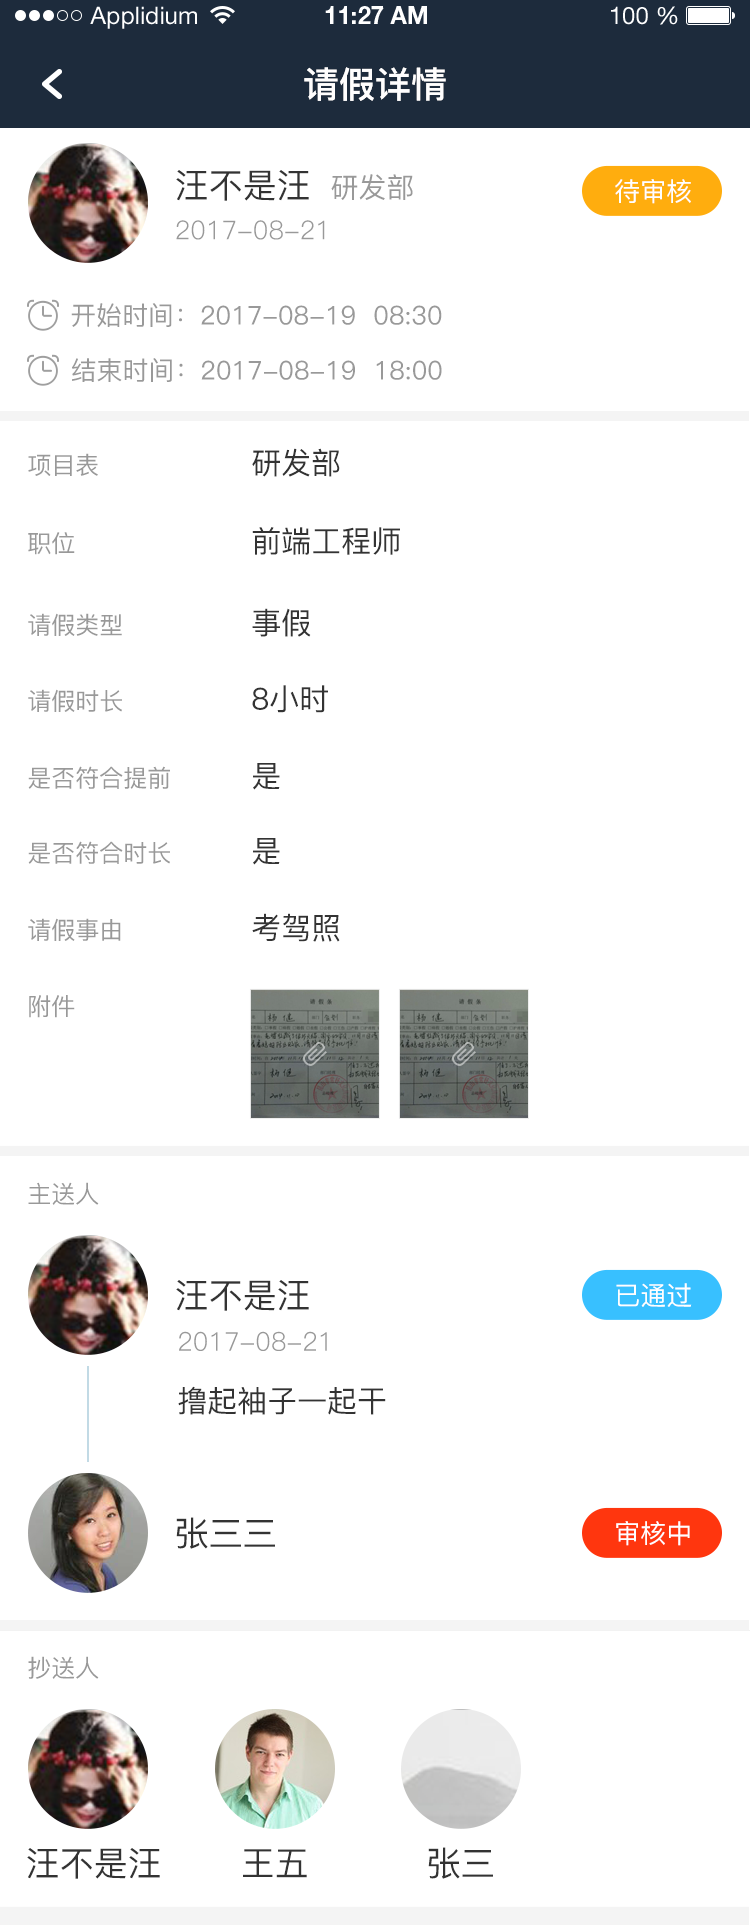 Applidium 11:27 AM 100 %
请假详情
汪不是汪 研发部 待审核
2017-08-21
开始时间：2017-08-19 08:30
结束时间：2017-08-19 18:00
项目表 研发部
职位 前端工程师
请假类型 事假
请假时长 8小时
是否符合提前 是
是否符合时长 是
请假事由 考驾照
附件
请假条 请假条
主送人
汪不是汪 已通过
2017-08-21
撸起袖子一起干
张三三 审核中
抄送人
汪不是汪 王五 张三